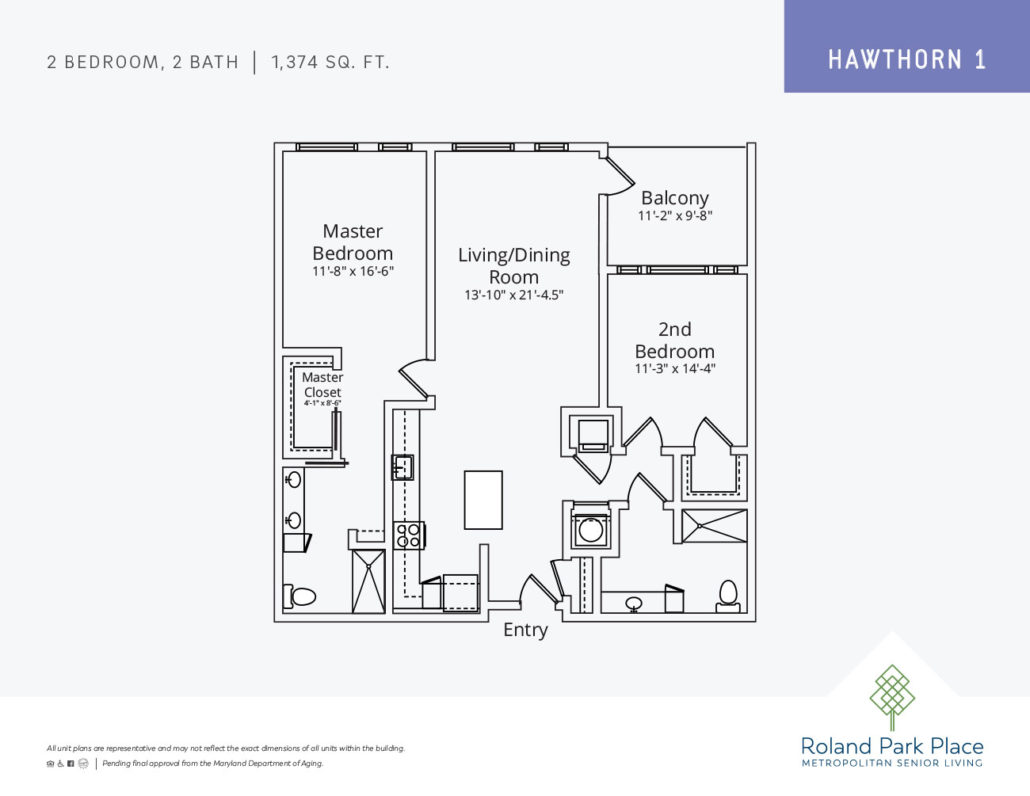 2 BEDROOM, 2 BATH | 1,374 SQ. FT.
HAWTHORN 1
Balcony
11'-2" x 9'-8"
Master
Bedroom
11'-8" x 16'-6"
Living/Dining
Room
13'-10" x 21'-4.5"
2nd
Bedroom
11'-3" x 14'-4"
Master
Closet
4'-1" x 8'-6"
Entry
Roland Park Place
METROPOLITAN SENIOR LIVING
All unit plans are representative and may not reflect the exact dimensions of all units within the building.
Pending final approval from the Maryland Department of Aging.